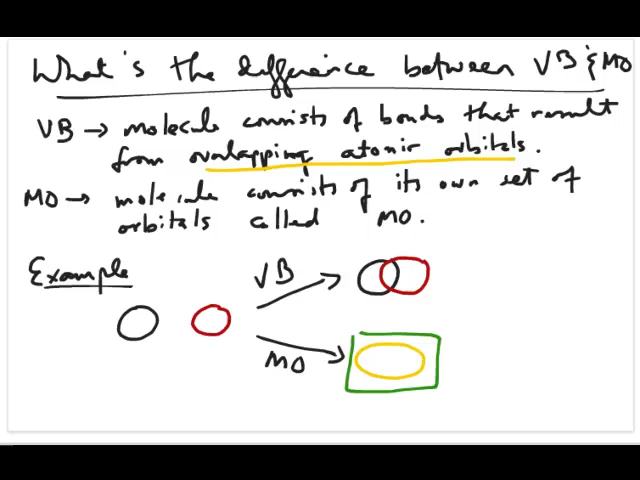 What's the difference between VB & MO
VB → molecule consists of bonds that result
from overlapping atomic orbitals.
MO → molecule consists of its own set of
orbitals called MO.
Example
VB
MO